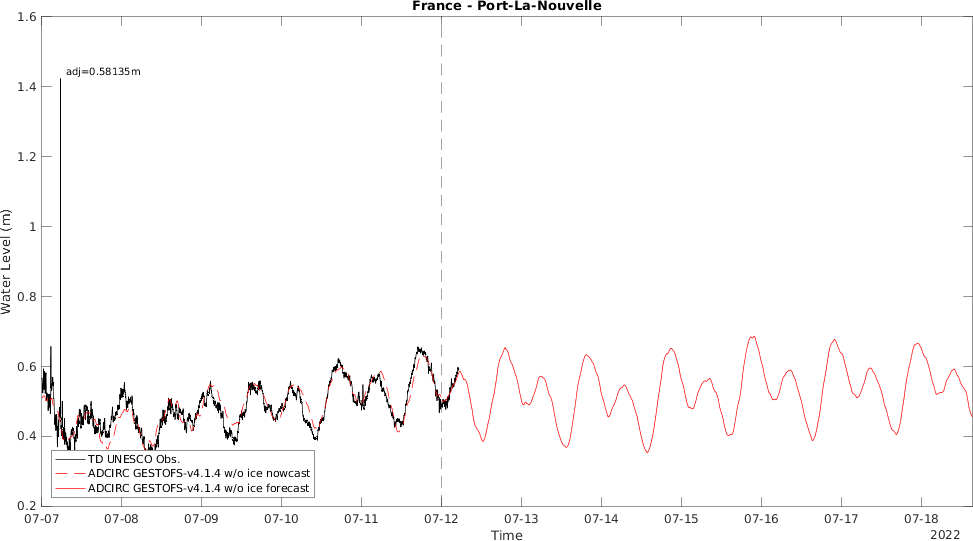 France - Port-La-Nouvelle
adj=0.58135m
Water Level (m)
1.6
1.4
1.2
1
0.8
0.6
0.4
0.2
TD UNESCO Obs.
ADCIRC GESTOFS-v4.1.4 w/o ice nowcast
ADCIRC GESTOFS-v4.1.4 w/o ice forecast
07-07 07-08 07-09 07-10 07-11 07-12 07-13 07-14 07-15 07-16 07-17 07-18
Time
2022